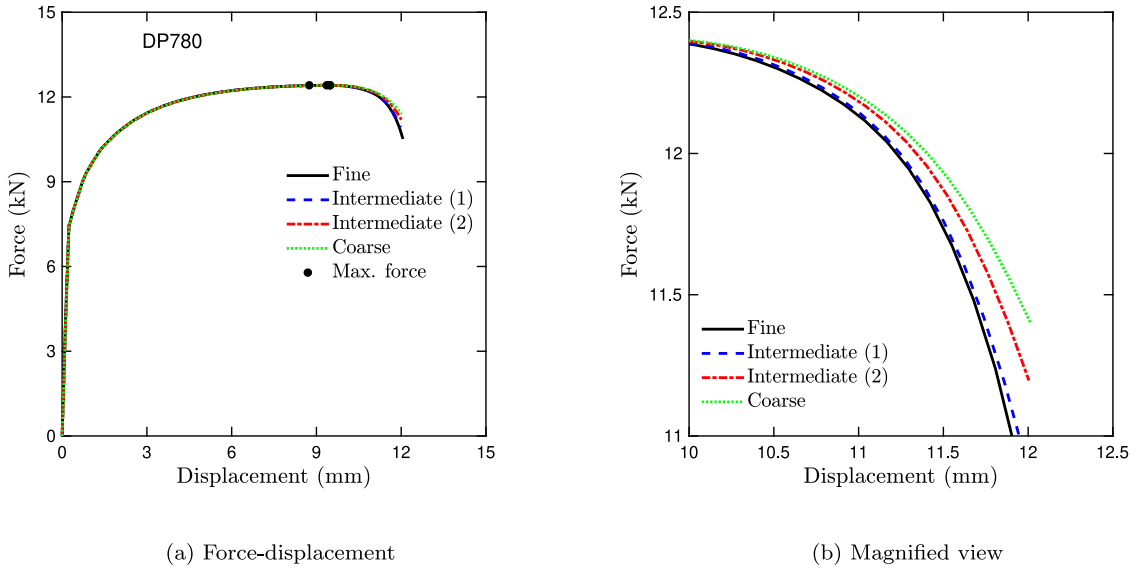 DP780
15
12
9
6
3
0
Force (kN)
Fine
Intermediate (1)
Intermediate (2)
Coarse
Max. force
0 3 6 9 12 15
Displacement (mm)
(a) Force-displacement
12.5
12
11.5
11
Force (kN)
Fine
Intermediate (1)
Intermediate (2)
Coarse
10 10.5 11 11.5 12 12.5
Displacement (mm)
(b) Magnified view